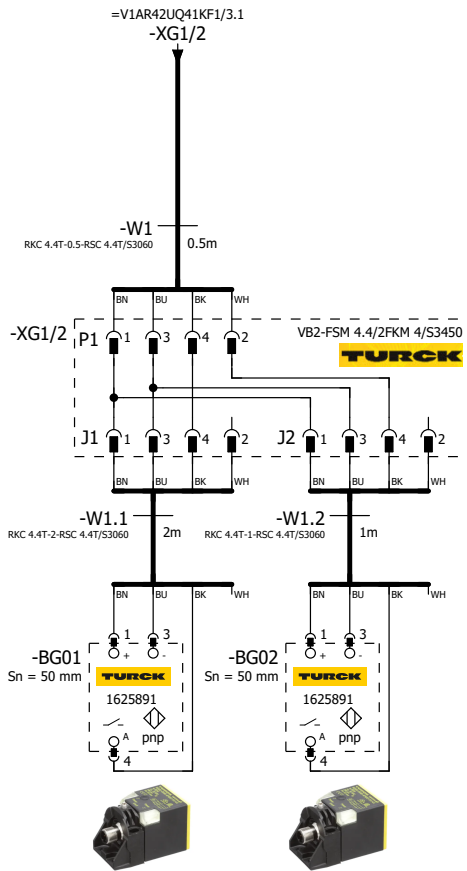 =V1AR42UQ41KF1/3.1
-XG1/2
-W1
RKC 4.4T-0.5-RSC 4.4T/S3060 0.5m
BN BU BK WH
-XG1/2 P1 1 3 4 2 VB2-FSM 4.4/2FKM 4/S3450
TURCK
J1 1 3 4 2 J2 1 3 4 2
BN BU BK WH BN BU BK WH
-W1.1 -W1.2
RKC 4.4T-2-RSC 4.4T/S3060 2m RKC 4.4T-1-RSC 4.4T/S3060 1m
BN BU BK WH BN BU BK WH
1 3 1 3
-BG01 + - -BG02 + -
Sn = 50 mm TURCK Sn = 50 mm TURCK
1625891 1625891
A pnp A pnp
4 4